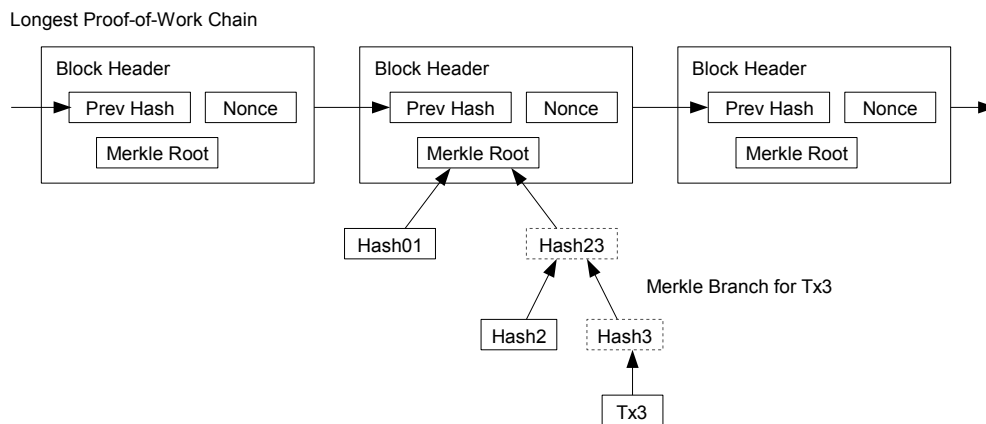 Longest Proof-of-Work Chain
Block Header
Prev Hash
Nonce
Merkle Root
Block Header
Prev Hash
Nonce
Merkle Root
Block Header
Prev Hash
Nonce
Merkle Root
Hash01
Hash23
Merkle Branch for Tx3
Hash2
Hash3
Tx3